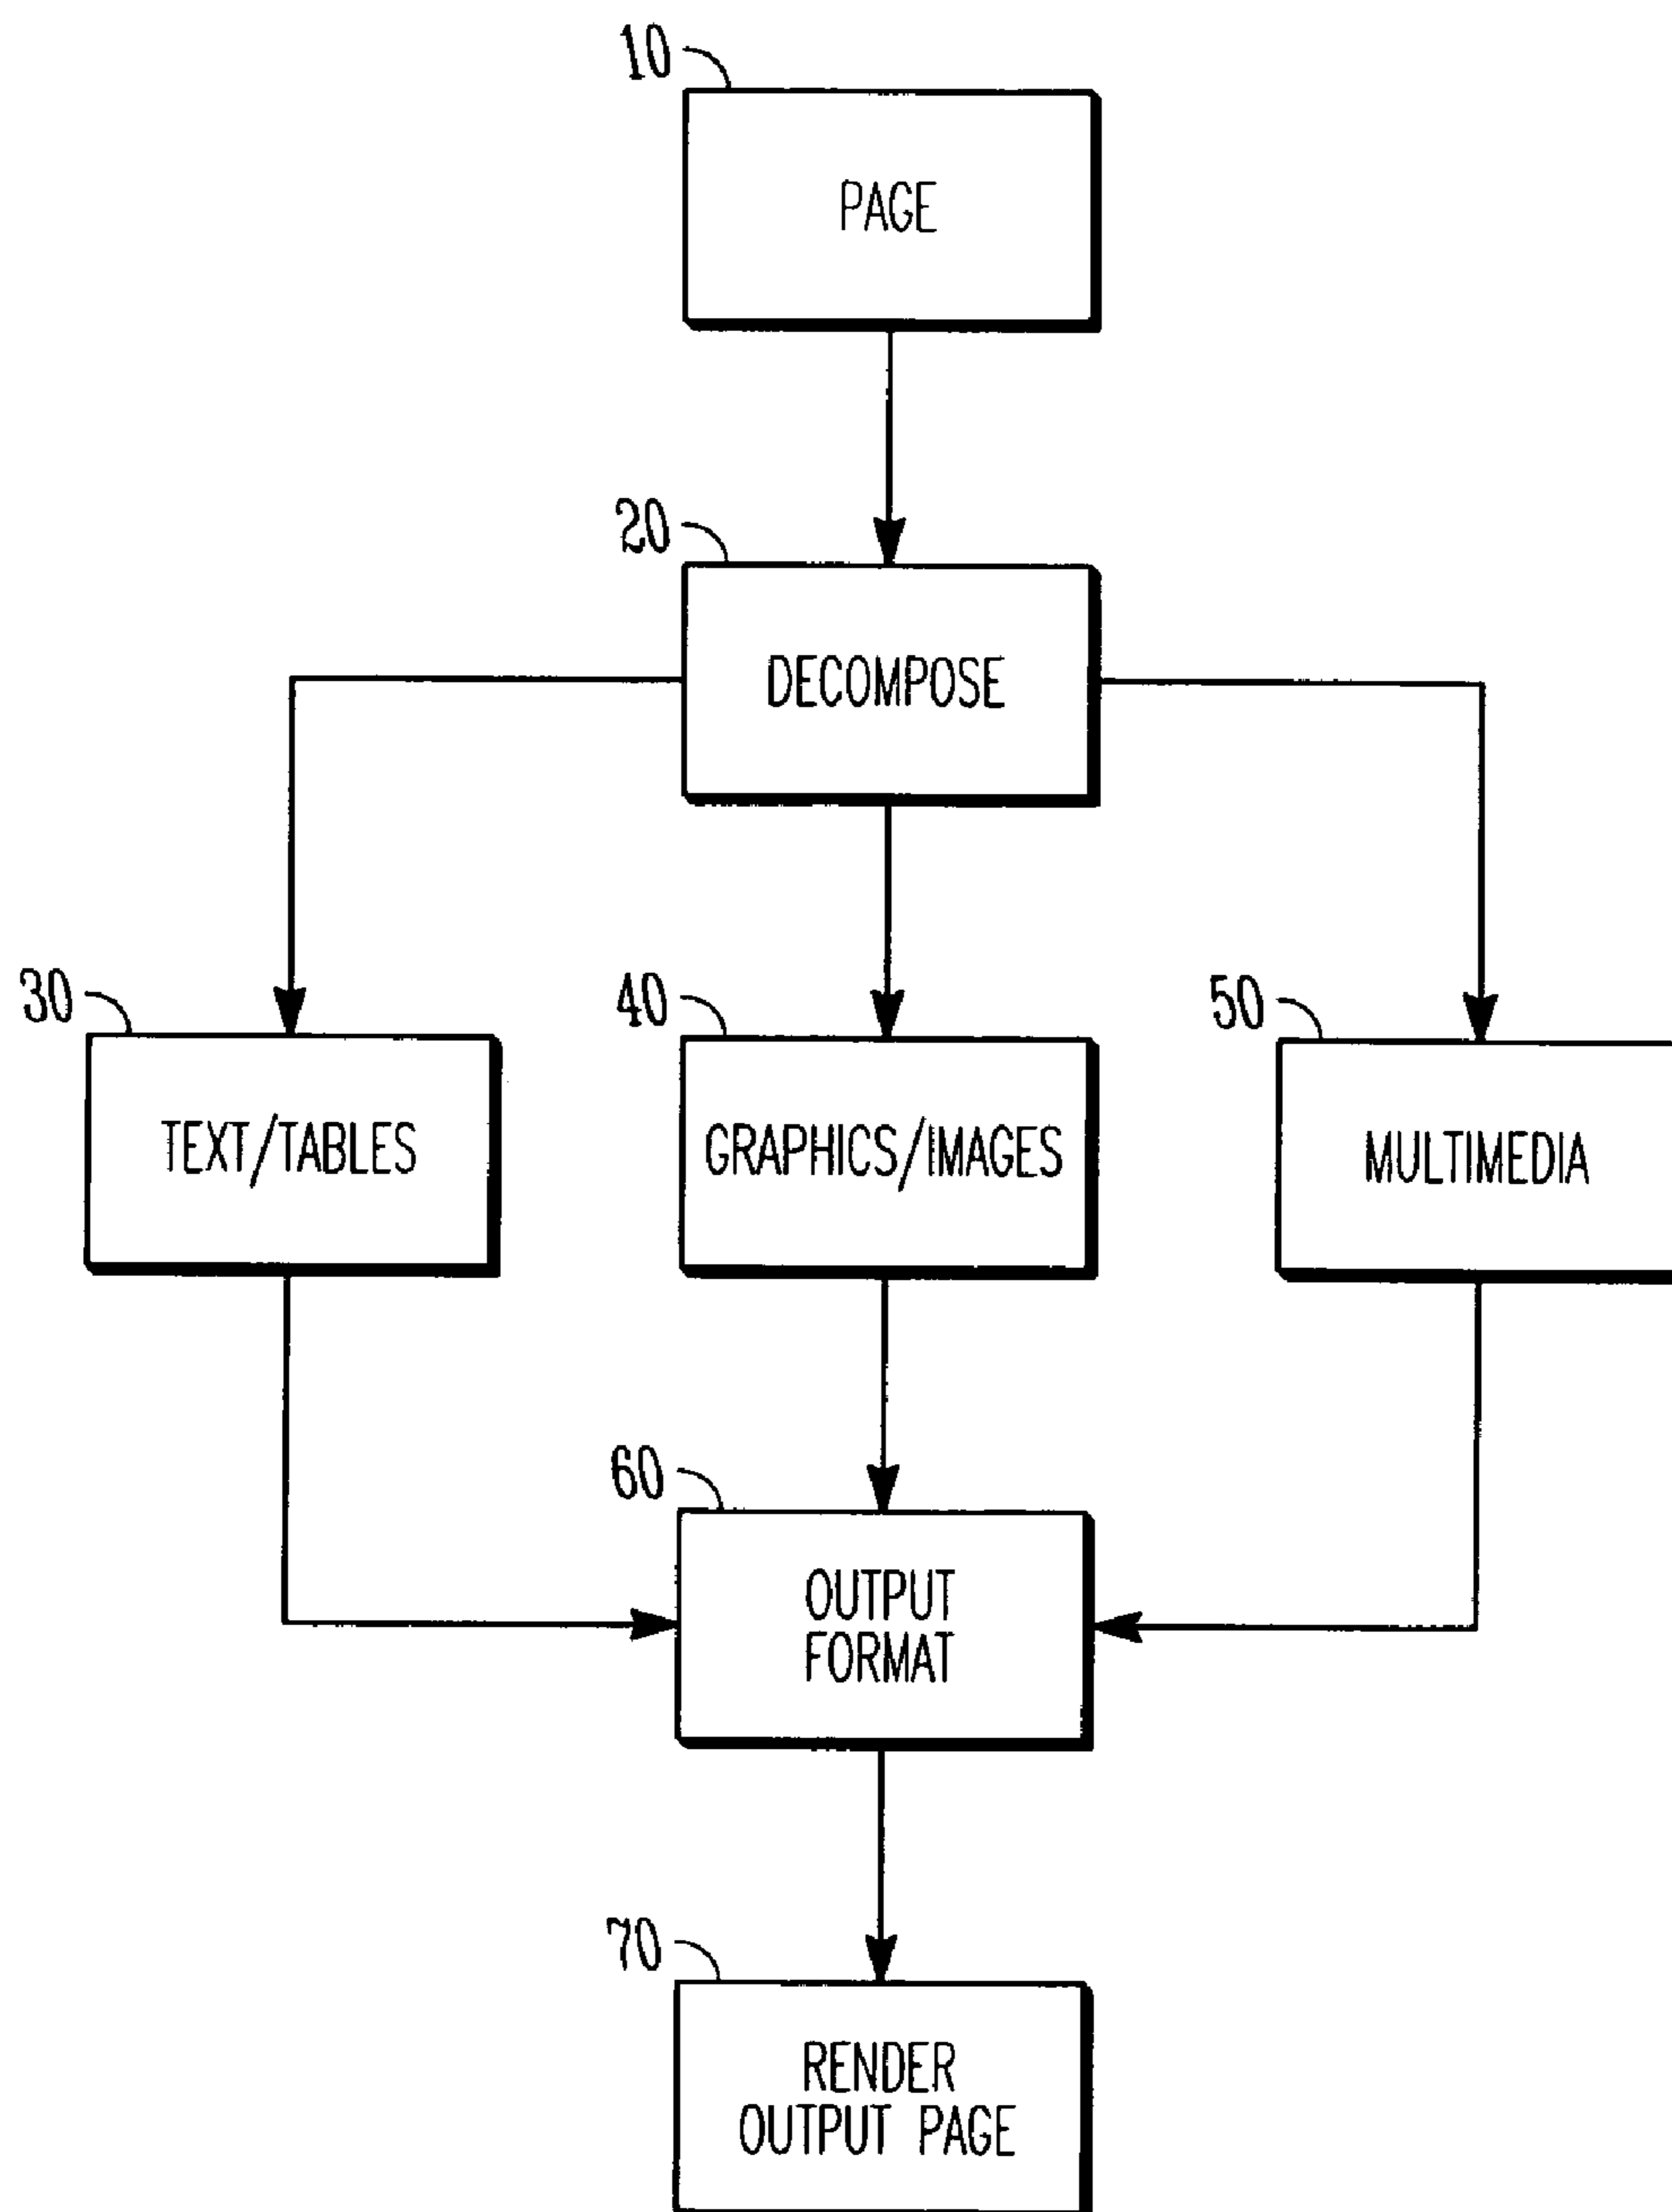 10
PAGE
20
DECOMPOSE
30
TEXT/TABLES
40
GRAPHICS/IMAGES
50
MULTIMEDIA
60
OUTPUT
FORMAT
70
RENDER
OUTPUT PAGE